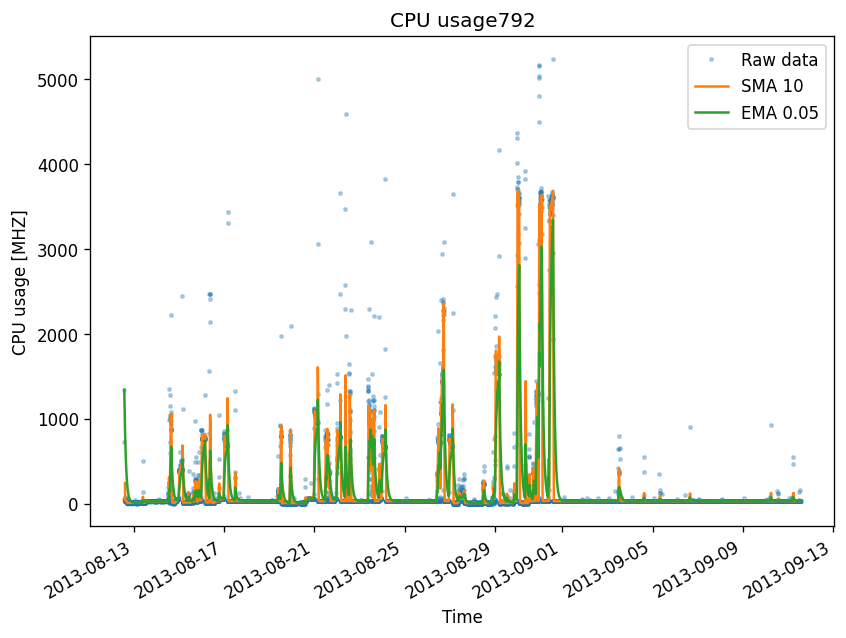 CPU usage792
Raw data
SMA 10
EMA 0.05
5000
4000
3000
2000
1000
0
CPU usage [MHZ]
2013-08-13
2013-08-17
2013-08-21
2013-08-25
2013-08-29
2013-09-01
2013-09-05
2013-09-09
2013-09-13
Time